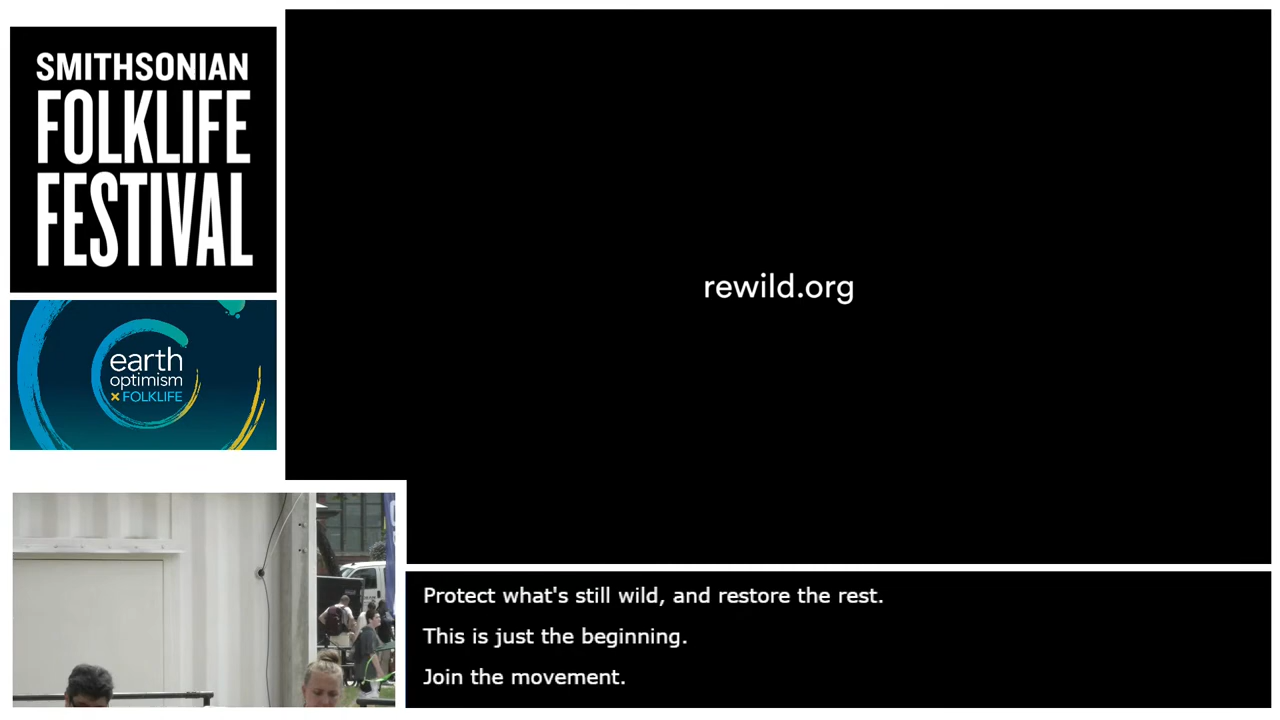 SMITHSONIAN
FOLKLIFE
FESTIVAL
earth
optimism
× FOLKLIFE
rewild.org
Protect what's still wild, and restore the rest.
This is just the beginning.
Join the movement.